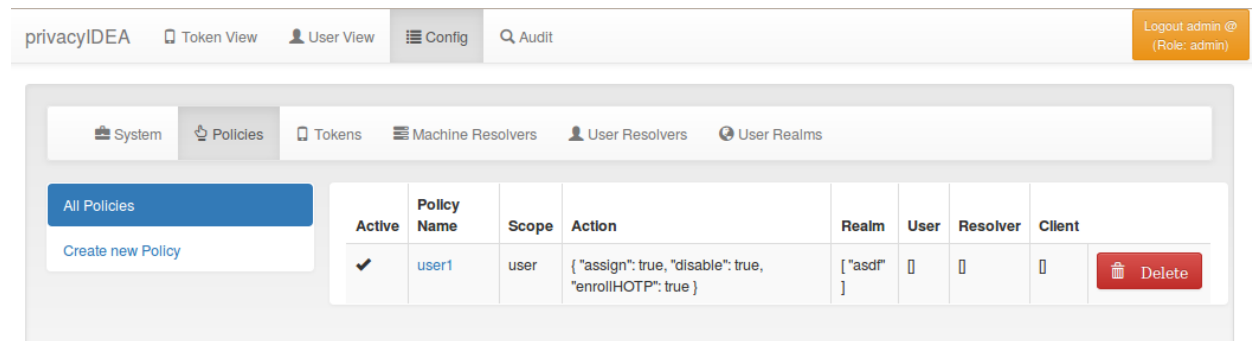 privacyIDEA Token View User View Config Audit Logout admin @
(Role: admin)
System Policies Tokens Machine Resolvers User Resolvers User Realms
All Policies
Create new Policy
Active Policy Name Scope Action Realm User Resolver Client
user1 user { "assign": true, "disable": true, ["asdf" [] [] [] Delete
"enrollHOTP": true } ]